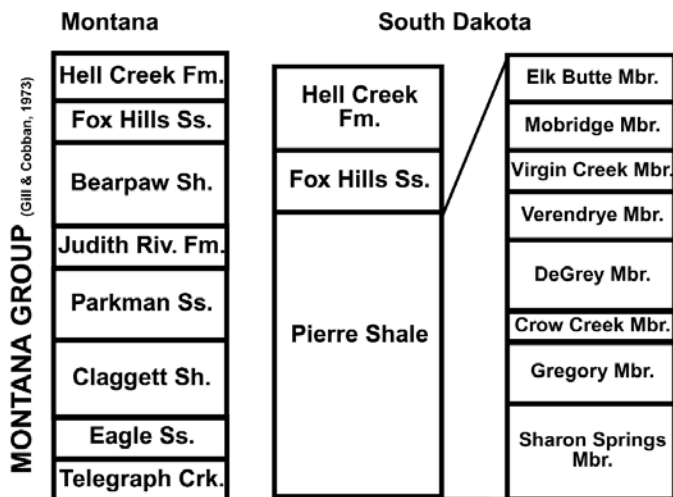 Montana
South Dakota
MONTANA GROUP (Gill & Cobban, 1973)
Hell Creek Fm.
Fox Hills Ss.
Bearpaw Sh.
Judith Riv. Fm.
Parkman Ss.
Claggett Sh.
Eagle Ss.
Telegraph Crk.
Hell Creek
Fm.
Fox Hills Ss.
Pierre Shale
Elk Butte Mbr.
Mobridge Mbr.
Virgin Creek Mbr.
Verendrye Mbr.
DeGrey Mbr.
Crow Creek Mbr.
Gregory Mbr.
Sharon Springs
Mbr.